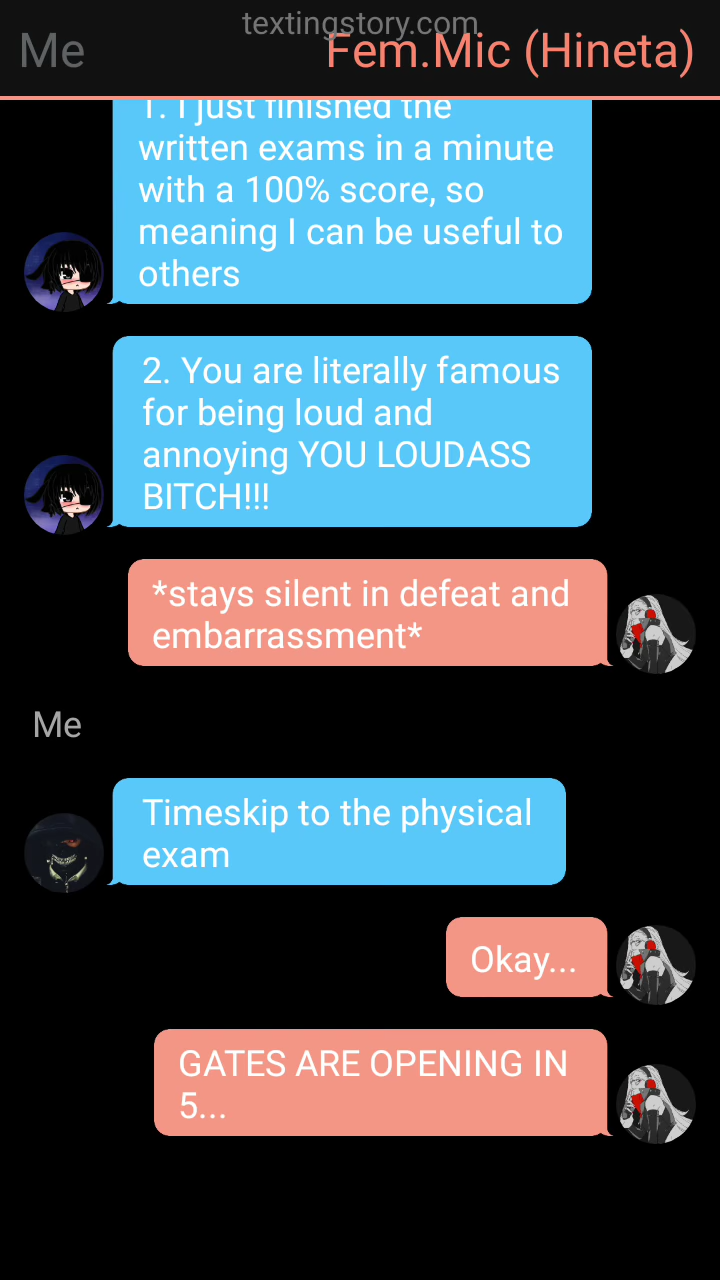 textingstory.com
Me
Fem.Mic (Hineta)
1. I just finished the
written exams in a minute
with a 100% score, so
meaning I can be useful to
others
2. You are literally famous
for being loud and
annoying YOU LOUDASS
BITCH!!!
*stays silent in defeat and
embarrassment*
Me
Timeskip to the physical
exam
Okay...
GATES ARE OPENING IN
5...